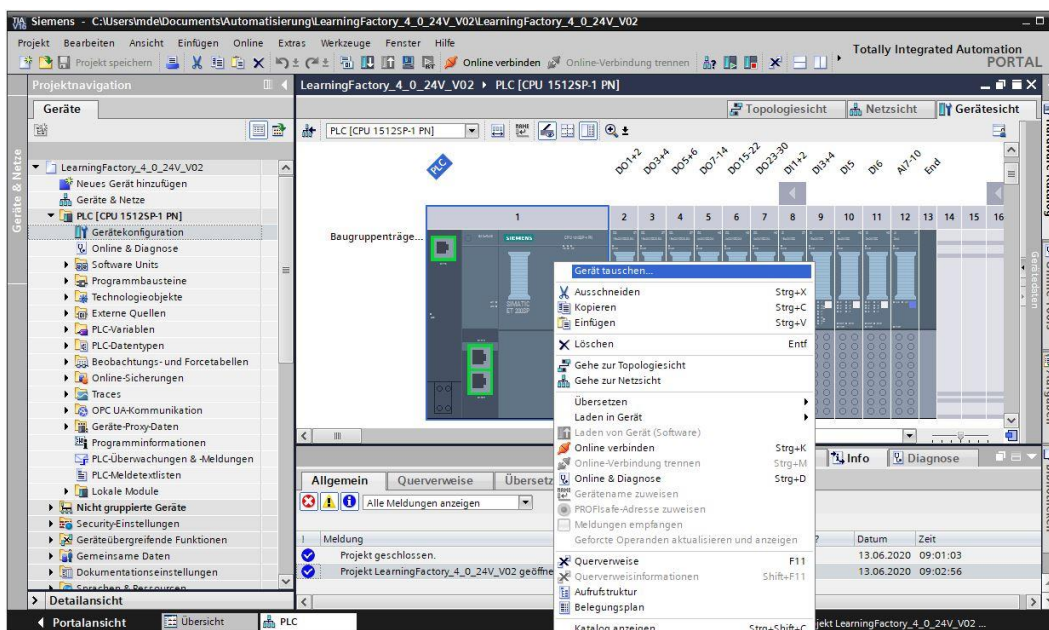 Siemens - C:\Users\mde\Documents\Automatisierung\LearningFactory_4_0_24V_V02\LearningFactory_4_0_24V_V02
Projekt Bearbeiten Ansicht Einfügen Online Extras Werkzeuge Fenster Hilfe
Totally Integrated Automation
PORTAL
Projekt speichern Online verbinden Online-Verbindung trennen
Projektnavigation
LearningFactory_4_0_24V_V02 PLC [CPU 1512SP-1 PN]
Geräte
Topologiesicht Netzsicht Gerätesicht
PLC [CPU 1512SP-1 PN]
Geräte & Netze
LearningFactory_4_0_24V_V02
Neues Gerät hinzufügen
Geräte & Netze
PLC [CPU 1512SP-1 PN]
Gerätekonfiguration
Online & Diagnose
Software Units
Programmbausteine
Technologieobjekte
Externe Quellen
PLC-Variablen
PLC-Datentypen
Beobachtungs- und Forcetabellen
Online-Sicherungen
Traces
OPC UA-Kommunikation
Geräte-Proxy-Daten
Programminformationen
PLC-Überwachungen & -Meldungen
PLC-Meldetextlisten
Lokale Module
Nicht gruppierte Geräte
Security-Einstellungen
Geräteübergreifende Funktionen
Gemeinsame Daten
Dokumentationseinstellungen
Sprachen & Ressourcen
Detailansicht
PLC DO1+2 DO3+4 DO5+6 DO7-14 DO15-22 DO23-30 DI1+2 DI3+4 DI5 DI6 AI7-10 End
1 2 3 4 5 6 7 8 9 10 11 12 13 14 15 16
Baugruppenträge...
SIEMENS
SIMATIC
ET 200SP
Gerätedaten
Gerät tauschen...
Ausschneiden Strg+X
Kopieren Strg+C
Einfügen Strg+V
Löschen Entf
Gehe zur Topologiesicht
Gehe zur Netzsicht
Übersetzen
Laden in Gerät
Laden von Gerät (Software)
Online verbinden Strg+K
Online-Verbindung trennen Strg+M
Online & Diagnose Strg+D
Gerätename zuweisen
PROFIsafe-Adresse zuweisen
Meldungen empfangen
Geforcte Operanden aktualisieren und anzeigen
Querverweise F11
Querverweisinformationen Shift+F11
Aufrufstruktur
Belegungsplan
Katalog anzeigen Strg+Shift+C
Info Diagnose
Allgemein Querverweise Übersetz
Alle Meldungen anzeigen
! Meldung ? Datum Zeit
Projekt geschlossen. 13.06.2020 09:01:03
Projekt LearningFactory_4_0_24V_V02 geöffne 13.06.2020 09:02:56
Portalansicht Übersicht PLC
jekt LearningFactory_4_0_24V_V02 ...